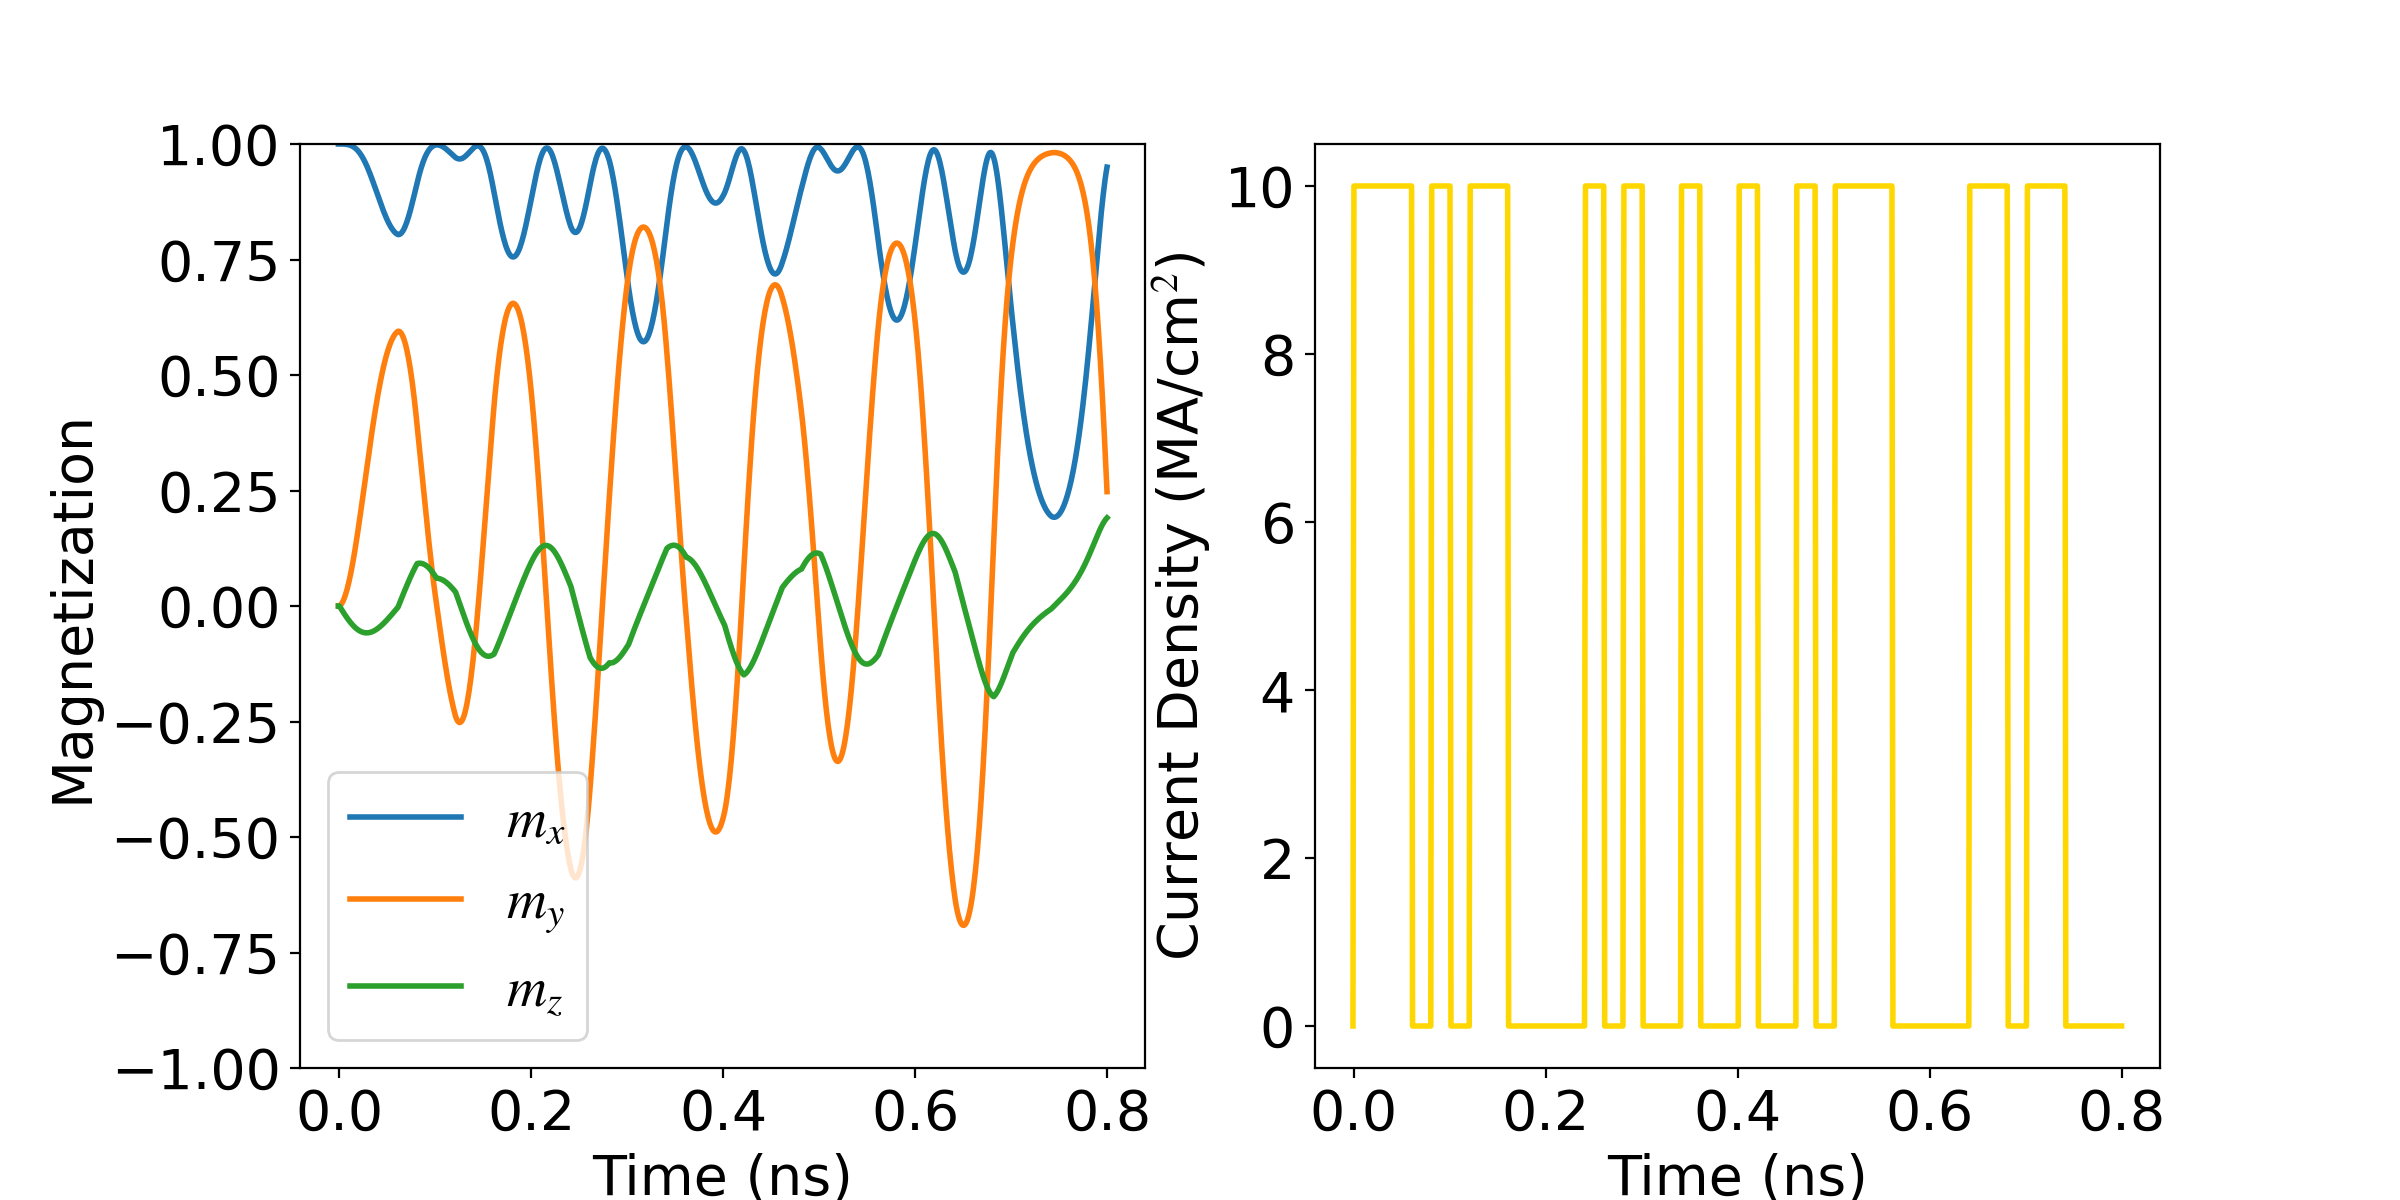 1.00
0.75
0.50
0.25
0.00
−0.25
−0.50
−0.75
−1.00
Magnetization
m_x
m_y
m_z
0.0 0.2 0.4 0.6 0.8
Time (ns)
10
8
6
4
2
0
Current Density (MA/cm²)
0.0 0.2 0.4 0.6 0.8
Time (ns)